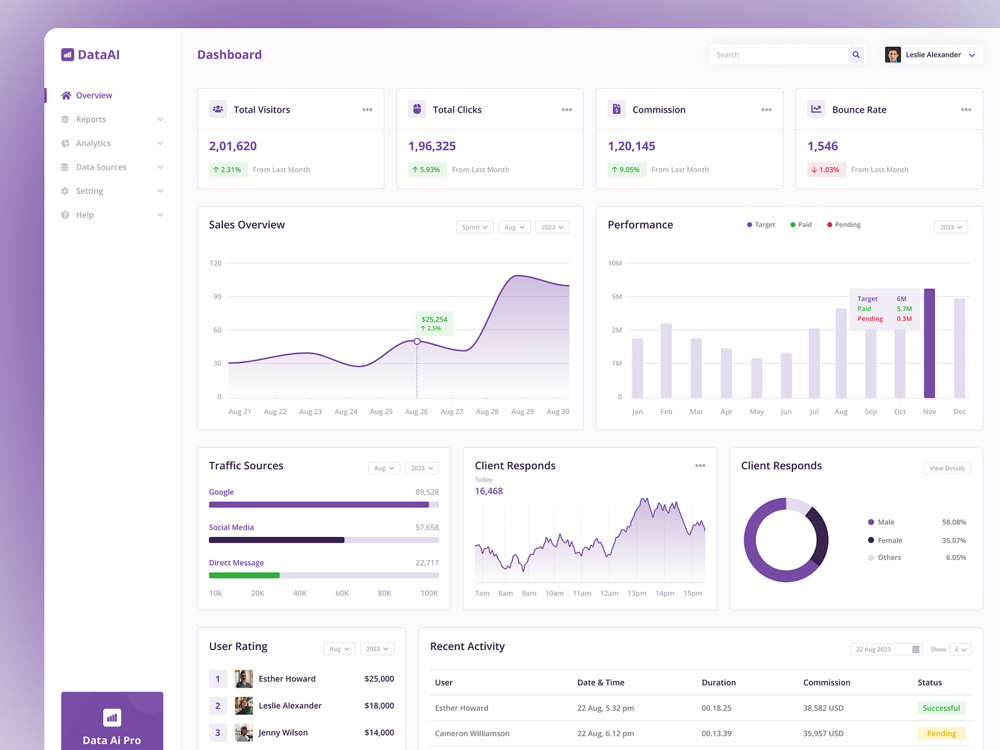 DataAI
Dashboard
Search
Leslie Alexander
Overview
Reports
Analytics
Data Sources
Setting
Help
Total Visitors
2,01,620
2.31% From Last Month
Total Clicks
1,96,325
5.93% From Last Month
Commission
1,20,145
9.05% From Last Month
Bounce Rate
1,546
1.03% From Last Month
Sales Overview
Sprint Aug 2023
120
90
60
30
0
$25,254
2.5%
Aug 21 Aug 22 Aug 23 Aug 24 Aug 25 Aug 26 Aug 27 Aug 28 Aug 29 Aug 30
Performance
Target Paid Pending
2023
10M
5M
2M
1M
0
Target 6M
Paid 5.7M
Pending 0.3M
Jan Feb Mar Apr May Jun Jul Aug Sep Oct Nov Dec
Traffic Sources
Aug 2023
Google 89,528
Social Media 57,658
Direct Message 22,717
10k 20K 40K 60K 80K 100K
Client Responds
Today
16,468
7am 8am 9am 10am 11am 12am 13pm 14pm 15pm
Client Responds
View Details
Male 58.08%
Female 35.07%
Others 6.05%
User Rating
Aug 2023
1 Esther Howard $25,000
2 Leslie Alexander $18,000
3 Jenny Wilson $14,000
Recent Activity
22 Aug 2023 Show 4
User Date & Time Duration Commission Status
Esther Howard 22 Aug, 5.32 pm 00.18.25 38,582 USD Successful
Cameron Williamson 22 Aug, 6.12 pm 00.13.39 35,957 USD Pending
Data Ai Pro